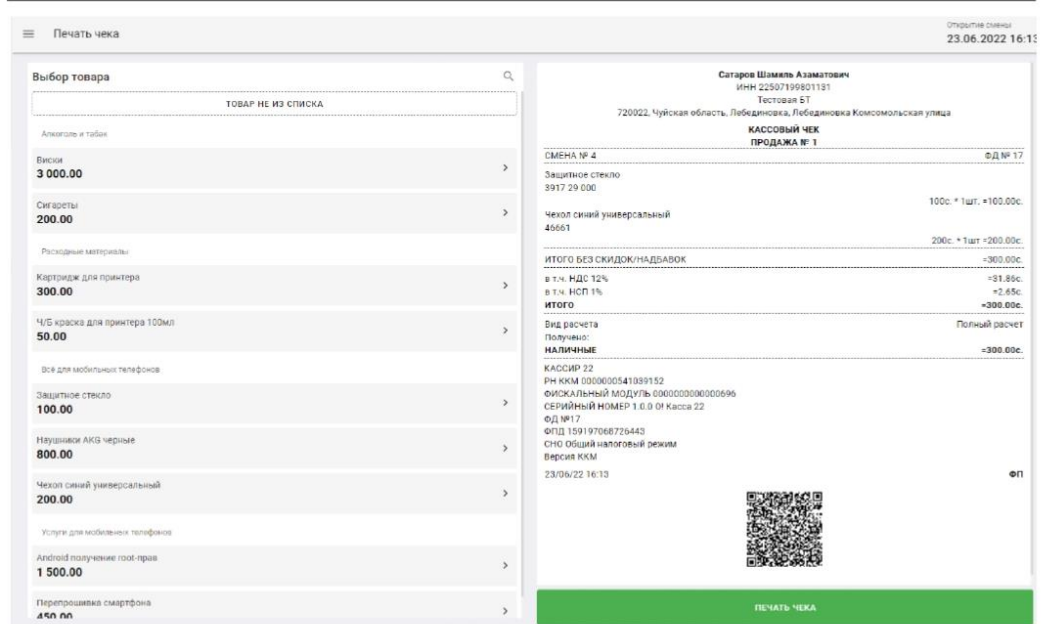 Печать чека
Открытие смены
23.06.2022 16:13
Выбор товара
ТОВАР НЕ ИЗ СПИСКА
Алкоголь и табак
Виски
3 000.00
Сигареты
200.00
Расходные материалы
Картридж для принтера
300.00
Ч/Б краска для принтера 100мл
50.00
Всё для мобильных телефонов
Защитное стекло
100.00
Наушники AKG черные
800.00
Чехол синий универсальный
200.00
Услуги для мобильных телефонов
Android получение root-прав
1 500.00
Перепрошивка смартфона
450.00
Сатаров Шамиль Азаматович
ИНН 22507199801131
Тестовая БТ
720022, Чуйская область, Лебединовка, Лебединовка Комсомольская улица
КАССОВЫЙ ЧЕК
ПРОДАЖА № 1
СМЕНА № 4 ФД № 17
Защитное стекло
3917 29 000
100с. * 1шт. =100.00с.
Чехол синий универсальный
46661
200с. * 1шт =200.00с.
ИТОГО БЕЗ СКИДОК/НАДБАВОК =300.00с.
в т.ч. НДС 12% =31.86с.
в т.ч. НСП 1% =2.65с.
ИТОГО =300.00с.
Вид расчета Полный расчет
Получено:
НАЛИЧНЫЕ =300.00с.
КАССИР 22
РН ККМ 0000000541039152
ФИСКАЛЬНЫЙ МОДУЛЬ 0000000000000696
СЕРИЙНЫЙ НОМЕР 1.0.0 О! Касса 22
ФД №17
ФПД 159197068726443
СНО Общий налоговый режим
Версия ККМ
23/06/22 16:13 ФП
ПЕЧАТЬ ЧЕКА